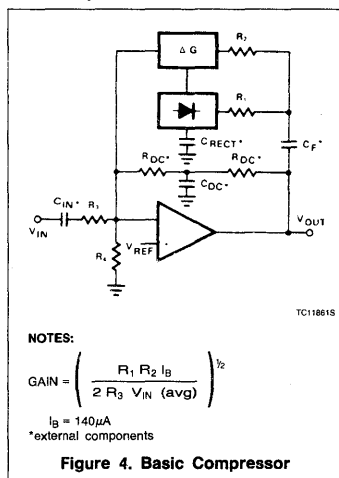 Δ G
R₂
R₁
CRECT*
RDC*
RDC*
CF*
CDC*
CIN*
R₃
VIN
VREF
R₄
VOUT
TC11861S
NOTES:
GAIN = ( R₁ R₂ IB / 2 R₃ VIN (avg) ) ½
IB = 140μA
*external components
Figure 4. Basic Compressor